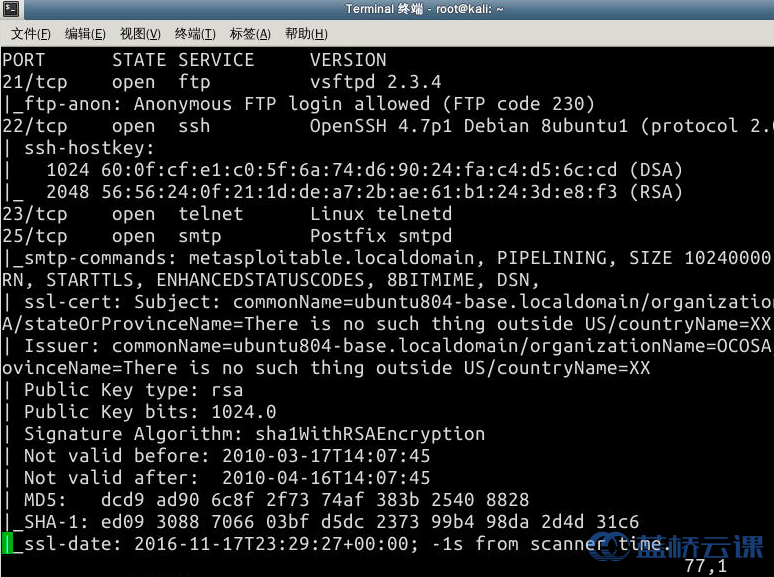 Terminal 终端 - root@kali: ~
文件(F) 编辑(E) 视图(V) 终端(T) 标签(A) 帮助(H)
PORT STATE SERVICE VERSION
21/tcp open ftp vsftpd 2.3.4
|_ftp-anon: Anonymous FTP login allowed (FTP code 230)
22/tcp open ssh OpenSSH 4.7p1 Debian 8ubuntu1 (protocol 2.
| ssh-hostkey:
| 1024 60:0f:cf:e1:c0:5f:6a:74:d6:90:24:fa:c4:d5:6c:cd (DSA)
|_ 2048 56:56:24:0f:21:1d:de:a7:2b:ae:61:b1:24:3d:e8:f3 (RSA)
23/tcp open telnet Linux telnetd
25/tcp open smtp Postfix smtpd
|_smtp-commands: metasploitable.localdomain, PIPELINING, SIZE 10240000
RN, STARTTLS, ENHANCEDSTATUSCODES, 8BITMIME, DSN,
| ssl-cert: Subject: commonName=ubuntu804-base.localdomain/organizatio
A/stateOrProvinceName=There is no such thing outside US/countryName=XX
| Issuer: commonName=ubuntu804-base.localdomain/organizationName=OCOSA
ovinceName=There is no such thing outside US/countryName=XX
| Public Key type: rsa
| Public Key bits: 1024.0
| Signature Algorithm: sha1WithRSAEncryption
| Not valid before: 2010-03-17T14:07:45
| Not valid after: 2010-04-16T14:07:45
| MD5: dcd9 ad90 6c8f 2f73 74af 383b 2540 8828
|_SHA-1: ed09 3088 7066 03bf d5dc 2373 99b4 98da 2d4d 31c6
|_ssl-date: 2016-11-17T23:29:27+00:00; -1s from scanner time.
蓝桥云课
77,1